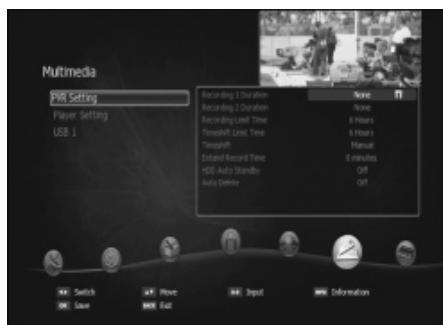 Multimedia
PVR Setting
Player Setting
USB 1
Recording 1 Duration None
Recording 2 Duration None
Recording Limit Time 6 Hours
Timeshift Limit Time 6 Hours
Timeshift Manual
Extend Record Time 0 minutes
HDD Auto Standby Off
Auto Delete Off
Switch Move Input Information
OK Save BACK Exit